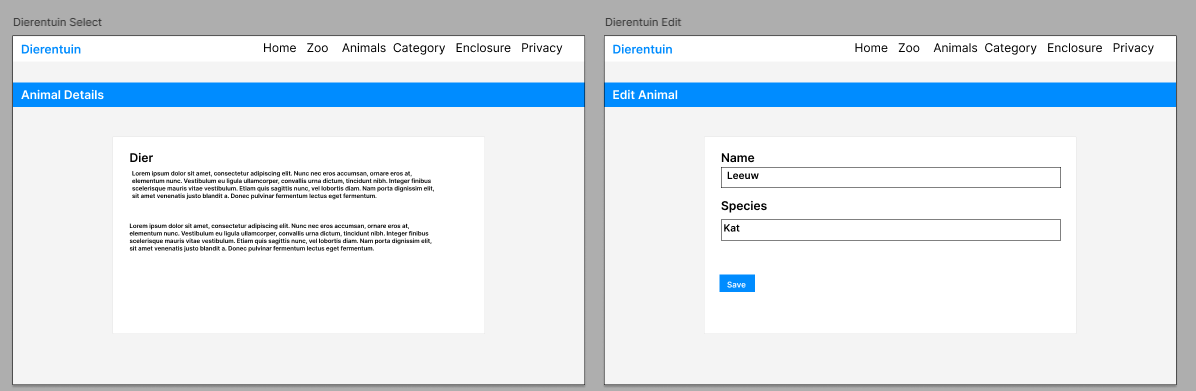 Dierentuin Select
Dierentuin Home Zoo Animals Category Enclosure Privacy
Animal Details
Dier
Lorem ipsum dolor sit amet, consectetur adipiscing elit. Nunc nec eros accumsan, ornare eros at,
elementum nunc. Vestibulum eu ligula ullamcorper, convallis urna dictum, tincidunt nibh. Integer finibus
scelerisque mauris vitae vestibulum. Etiam quis sagittis nunc, vel lobortis diam. Nam porta dignissim elit,
sit amet venenatis justo blandit a. Donec pulvinar fermentum lectus eget fermentum.
Lorem ipsum dolor sit amet, consectetur adipiscing elit. Nunc nec eros accumsan, ornare eros at,
elementum nunc. Vestibulum eu ligula ullamcorper, convallis urna dictum, tincidunt nibh. Integer finibus
scelerisque mauris vitae vestibulum. Etiam quis sagittis nunc, vel lobortis diam. Nam porta dignissim elit,
sit amet venenatis justo blandit a. Donec pulvinar fermentum lectus eget fermentum.
Dierentuin Edit
Dierentuin Home Zoo Animals Category Enclosure Privacy
Edit Animal
Name
Leeuw
Species
Kat
Save